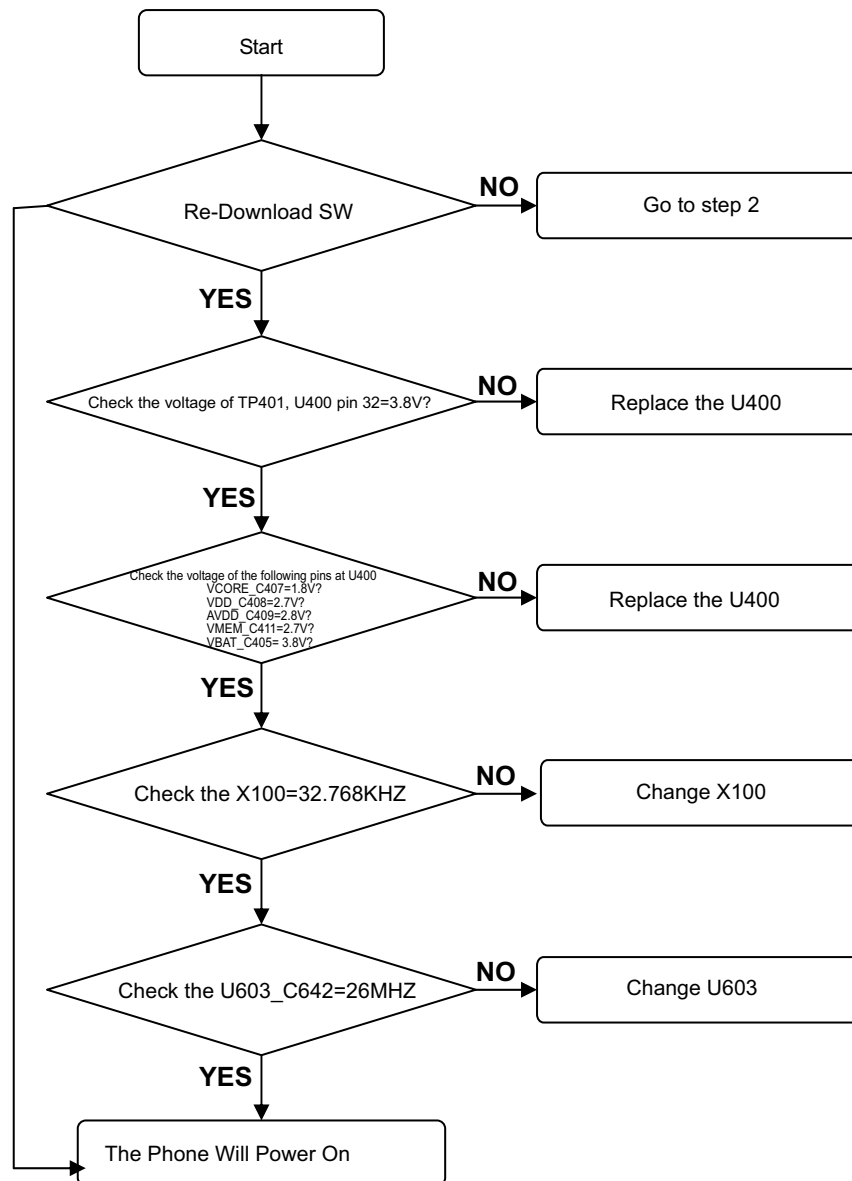 Start
Re-Download SW
NO
Go to step 2
YES
Check the voltage of TP401, U400 pin 32=3.8V?
NO
Replace the U400
YES
Check the voltage of the following pins at U400
VCORE_C407=1.8V?
VDD_C408=2.7V?
AVDD_C409=2.8V?
VMEM_C411=2.7V?
VBAT_C405= 3.8V?
NO
Replace the U400
YES
Check the X100=32.768KHZ
NO
Change X100
YES
Check the U603_C642=26MHZ
NO
Change U603
YES
The Phone Will Power On